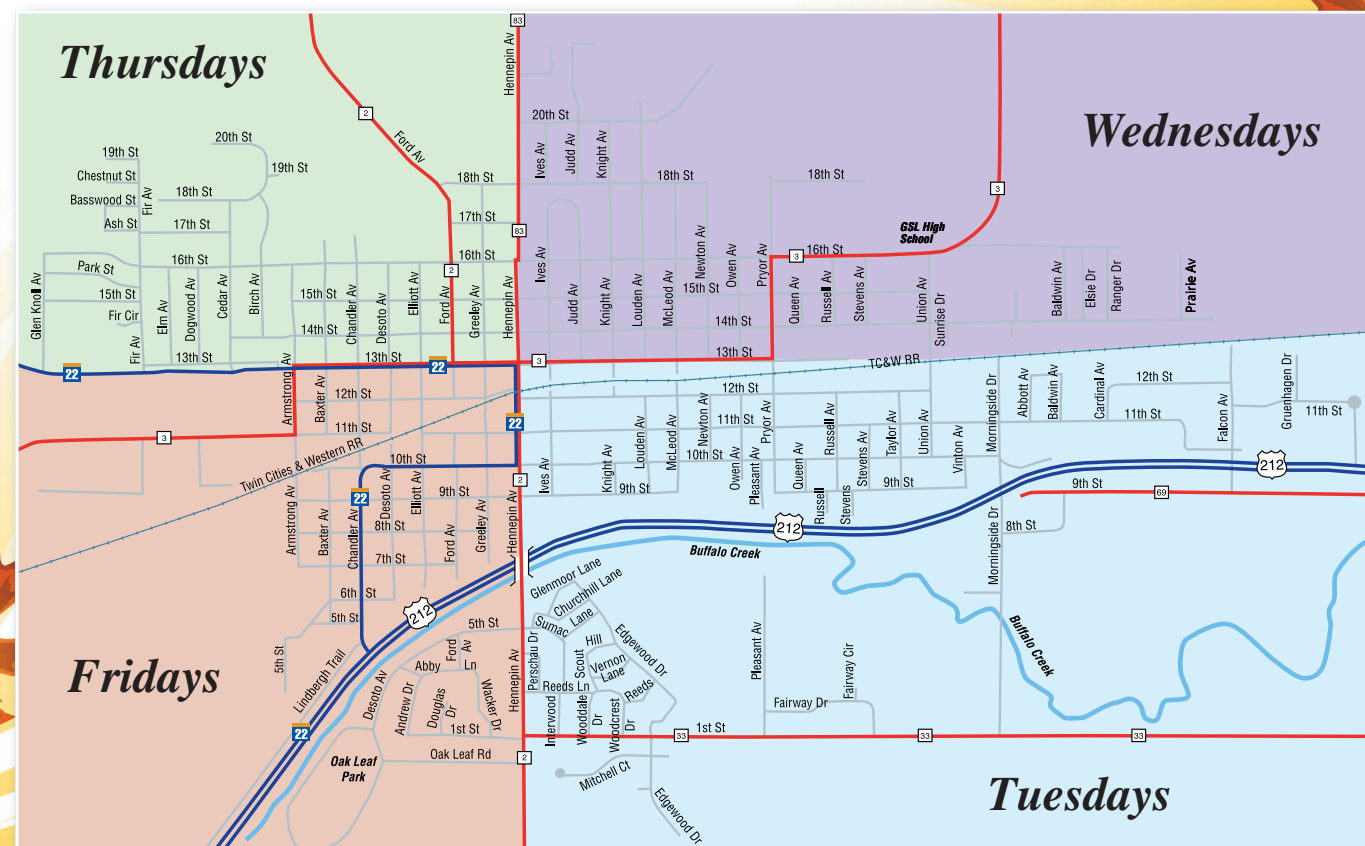 Thursdays
Wednesdays
Fridays
Tuesdays
83
Hennepin Av
2
Ford Av
20th St
19th St
19th St
Chestnut St
Basswood St
Fir Av
18th St
Ash St
17th St
Park St
16th St
Glen Knoll Av
15th St
Fir Cir
Fir Av
Elm Av
Dogwood Av
Cedar Av
Birch Av
13th St
15th St
14th St
Chandler Av
Desoto Av
Elliott Av
Ford Av
Greeley Av
Hennepin Av
18th St
17th St
16th St
2
83
13th St
22
22
20th St
Ives Av
Judd Av
Knight Av
18th St
18th St
3
GSL High
School
16th St
3
Ives Av
Judd Av
Knight Av
Louden Av
McLeod Av
Newton Av
15th St
Owen Av
Pryor Av
Queen Av
Russell Av
Stevens Av
Union Av
Sunrise Dr
Baldwin Av
Elsie Dr
Ranger Dr
Prairie Av
14th St
13th St
3
TC&W RR
Armstrong Av
Baxter Av
12th St
11th St
3
Twin Cities & Western RR
10th St
22
22
Armstrong Av
Baxter Av
Chandler Av
Desoto Av
Elliott Av
9th St
8th St
Ford Av
Greeley Av
Hennepin Av
7th St
6th St
5th St
5th St
212
2
Lindbergh Trail
22
5th St
Ford
Av
Abby
Ln
Desoto Av
Andrew Dr
Douglas
Dr
Wacker Dr
Hennepin Av
1st St
Oak Leaf Rd
Oak Leaf
Park
2
12th St
Ives Av
Knight Av
Louden Av
McLeod Av
Newton Av
11th St
10th St
9th St
Owen Av
Pleasant Av
Pryor Av
Queen Av
Russell Av
Russell
Stevens Av
Stevens
Taylor Av
Union Av
Vinton Av
9th St
Morningside Dr
Abbott Av
Baldwin Av
Cardinal Av
12th St
11th St
Falcon Av
Gruenhagen Dr
11th St
212
212
9th St
69
8th St
Morningside Dr
Buffalo Creek
Buffalo Creek
Glenmoor Lane
Churchhill Lane
Sumac
Lane
Hill
Scout
Vernon
Lane
Edgewood Dr
Perschau Dr
Reeds Ln
Reeds
Interwood
Wooddale
Dr
Woodcrest
Dr
Pleasant Av
Fairway Cir
Fairway Dr
33
1st St
33
33
Mitchell Ct
Edgewood Dr